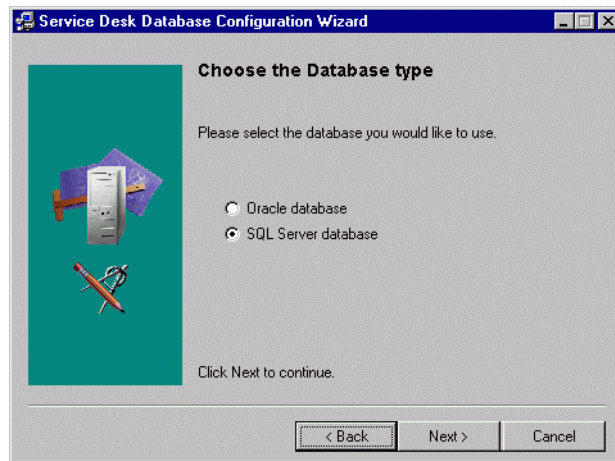 Service Desk Database Configuration Wizard
Choose the Database type
Please select the database you would like to use.
Oracle database
SQL Server database
Click Next to continue.
< Back Next > Cancel